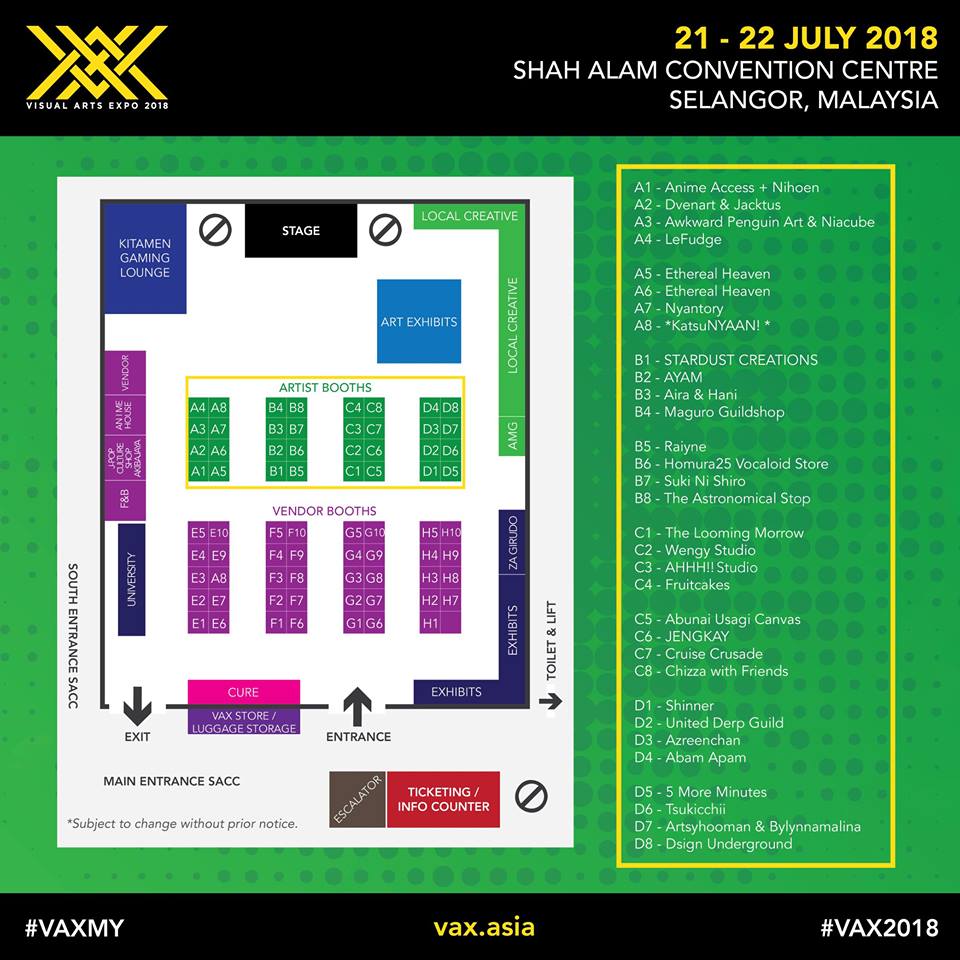 VISUAL ARTS EXPO 2018
21 - 22 JULY 2018
SHAH ALAM CONVENTION CENTRE
SELANGOR, MALAYSIA
KITAMEN
GAMING
LOUNGE
STAGE
LOCAL CREATIVE
LOCAL CREATIVE
ART EXHIBITS
AMG
VENDOR
ANIME
HOUSE
J-POP
CULTURE
SHOP
AKIBAJAYA
F&B
ARTIST BOOTHS
A4 A8 B4 B8 C4 C8 D4 D8
A3 A7 B3 B7 C3 C7 D3 D7
A2 A6 B2 B6 C2 C6 D2 D6
A1 A5 B1 B5 C1 C5 D1 D5
VENDOR BOOTHS
E5 E10 F5 F10 G5 G10 H5 H10
E4 E9 F4 F9 G4 G9 H4 H9
E3 A8 F3 F8 G3 G8 H3 H8
E2 E7 F2 F7 G2 G7 H2 H7
E1 E6 F1 F6 G1 G6 H1
UNIVERSITY
ZA GIRUDO
EXHIBITS
EXHIBITS
SOUTH ENTRANCE SACC
TOILET & LIFT
CURE
VAX STORE /
LUGGAGE STORAGE
EXIT
ENTRANCE
MAIN ENTRANCE SACC
ESCALATOR
TICKETING /
INFO COUNTER
*Subject to change without prior notice.
A1 - Anime Access + Nihoen
A2 - Dvenart & Jacktus
A3 - Awkward Penguin Art & Niacube
A4 - LeFudge
A5 - Ethereal Heaven
A6 - Ethereal Heaven
A7 - Nyantory
A8 - *KatsuNYAAN! *
B1 - STARDUST CREATIONS
B2 - AYAM
B3 - Aira & Hani
B4 - Maguro Guildshop
B5 - Raiyne
B6 - Homura25 Vocaloid Store
B7 - Suki Ni Shiro
B8 - The Astronomical Stop
C1 - The Looming Morrow
C2 - Wengy Studio
C3 - AHHH!! Studio
C4 - Fruitcakes
C5 - Abunai Usagi Canvas
C6 - JENGKAY
C7 - Cruise Crusade
C8 - Chizza with Friends
D1 - Shinner
D2 - United Derp Guild
D3 - Azreenchan
D4 - Abam Apam
D5 - 5 More Minutes
D6 - Tsukicchii
D7 - Artsyhooman & Bylynnamalina
D8 - Dsign Underground
#VAXMY
vax.asia
#VAX2018